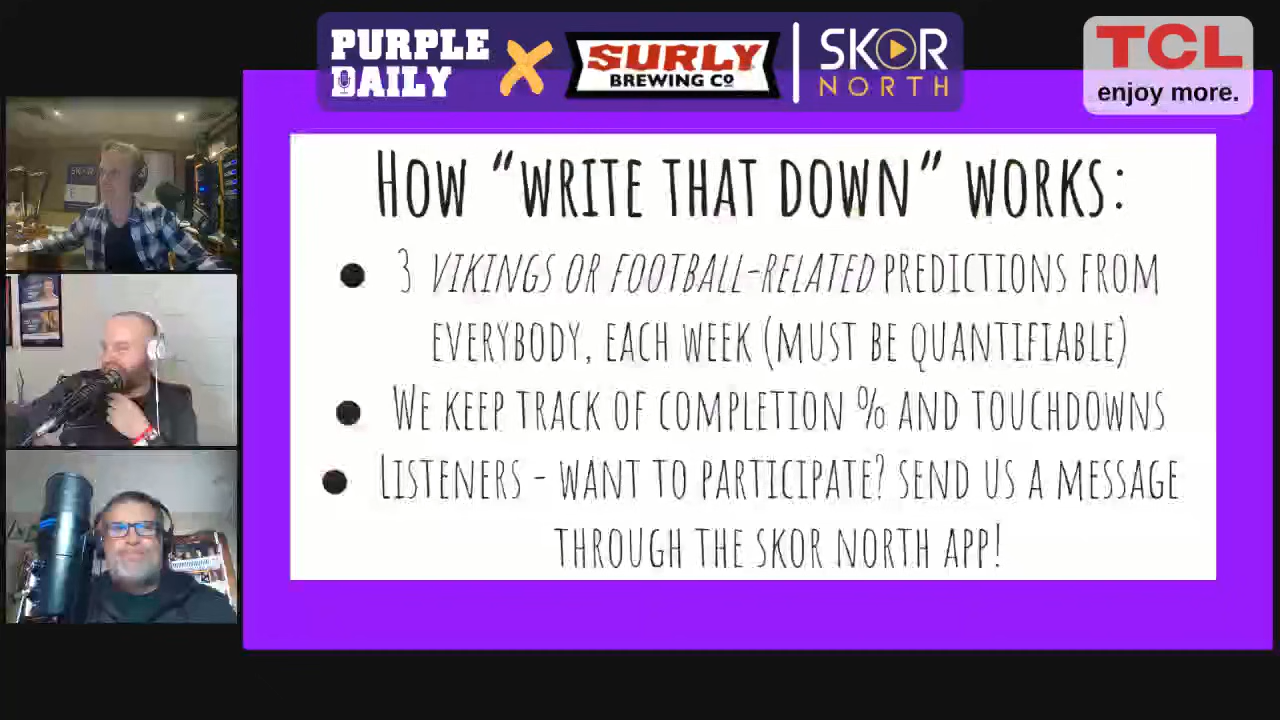 PURPLE
DAILY
X
SURLY
BREWING CO
SKOR
NORTH
TCL
enjoy more.
SKOR
HOW “WRITE THAT DOWN” WORKS:
3 VIKINGS OR FOOTBALL-RELATED PREDICTIONS FROM
EVERYBODY, EACH WEEK (MUST BE QUANTIFIABLE)
WE KEEP TRACK OF COMPLETION % AND TOUCHDOWNS
LISTENERS - WANT TO PARTICIPATE? SEND US A MESSAGE
THROUGH THE SKOR NORTH APP!